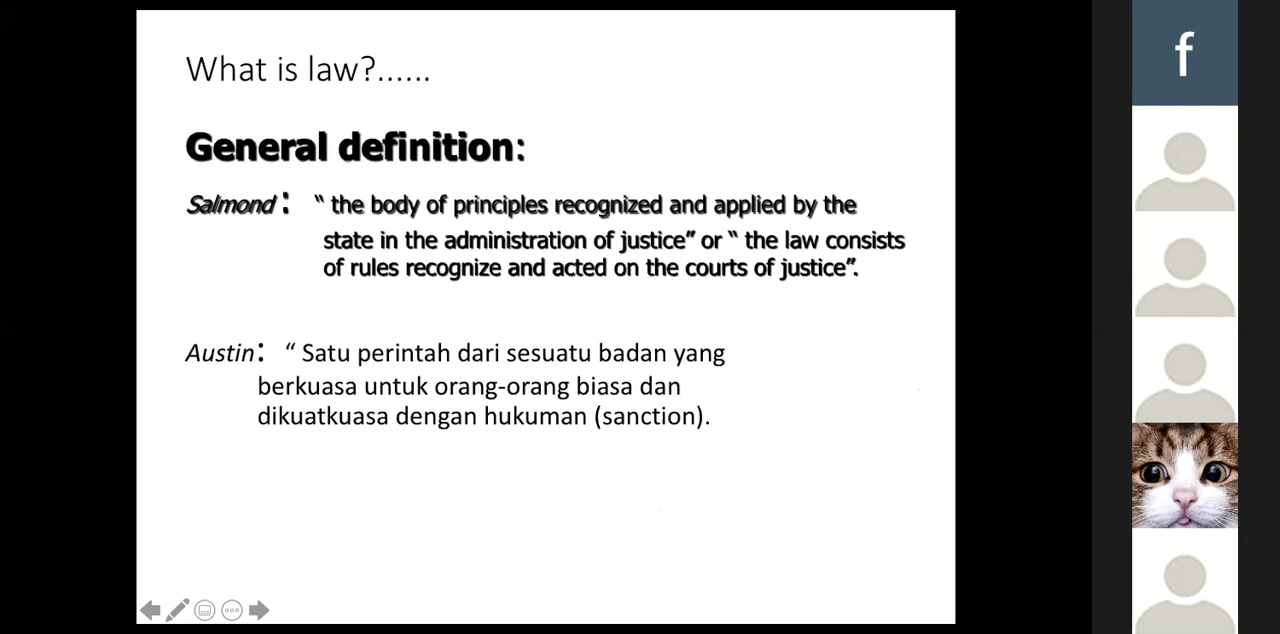 What is law?......
General definition:
Salmond : “ the body of principles recognized and applied by the
state in the administration of justice” or “ the law consists
of rules recognize and acted on the courts of justice”.
Austin: “ Satu perintah dari sesuatu badan yang
berkuasa untuk orang-orang biasa dan
dikuatkuasa dengan hukuman (sanction).
f